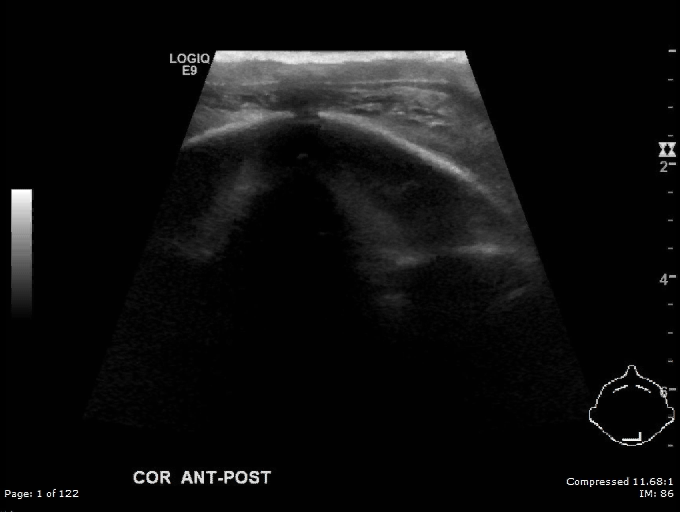 LOGIQ
E9
2
4
6
COR ANT-POST
Page: 1 of 122
Compressed 11.68:1
IM: 86